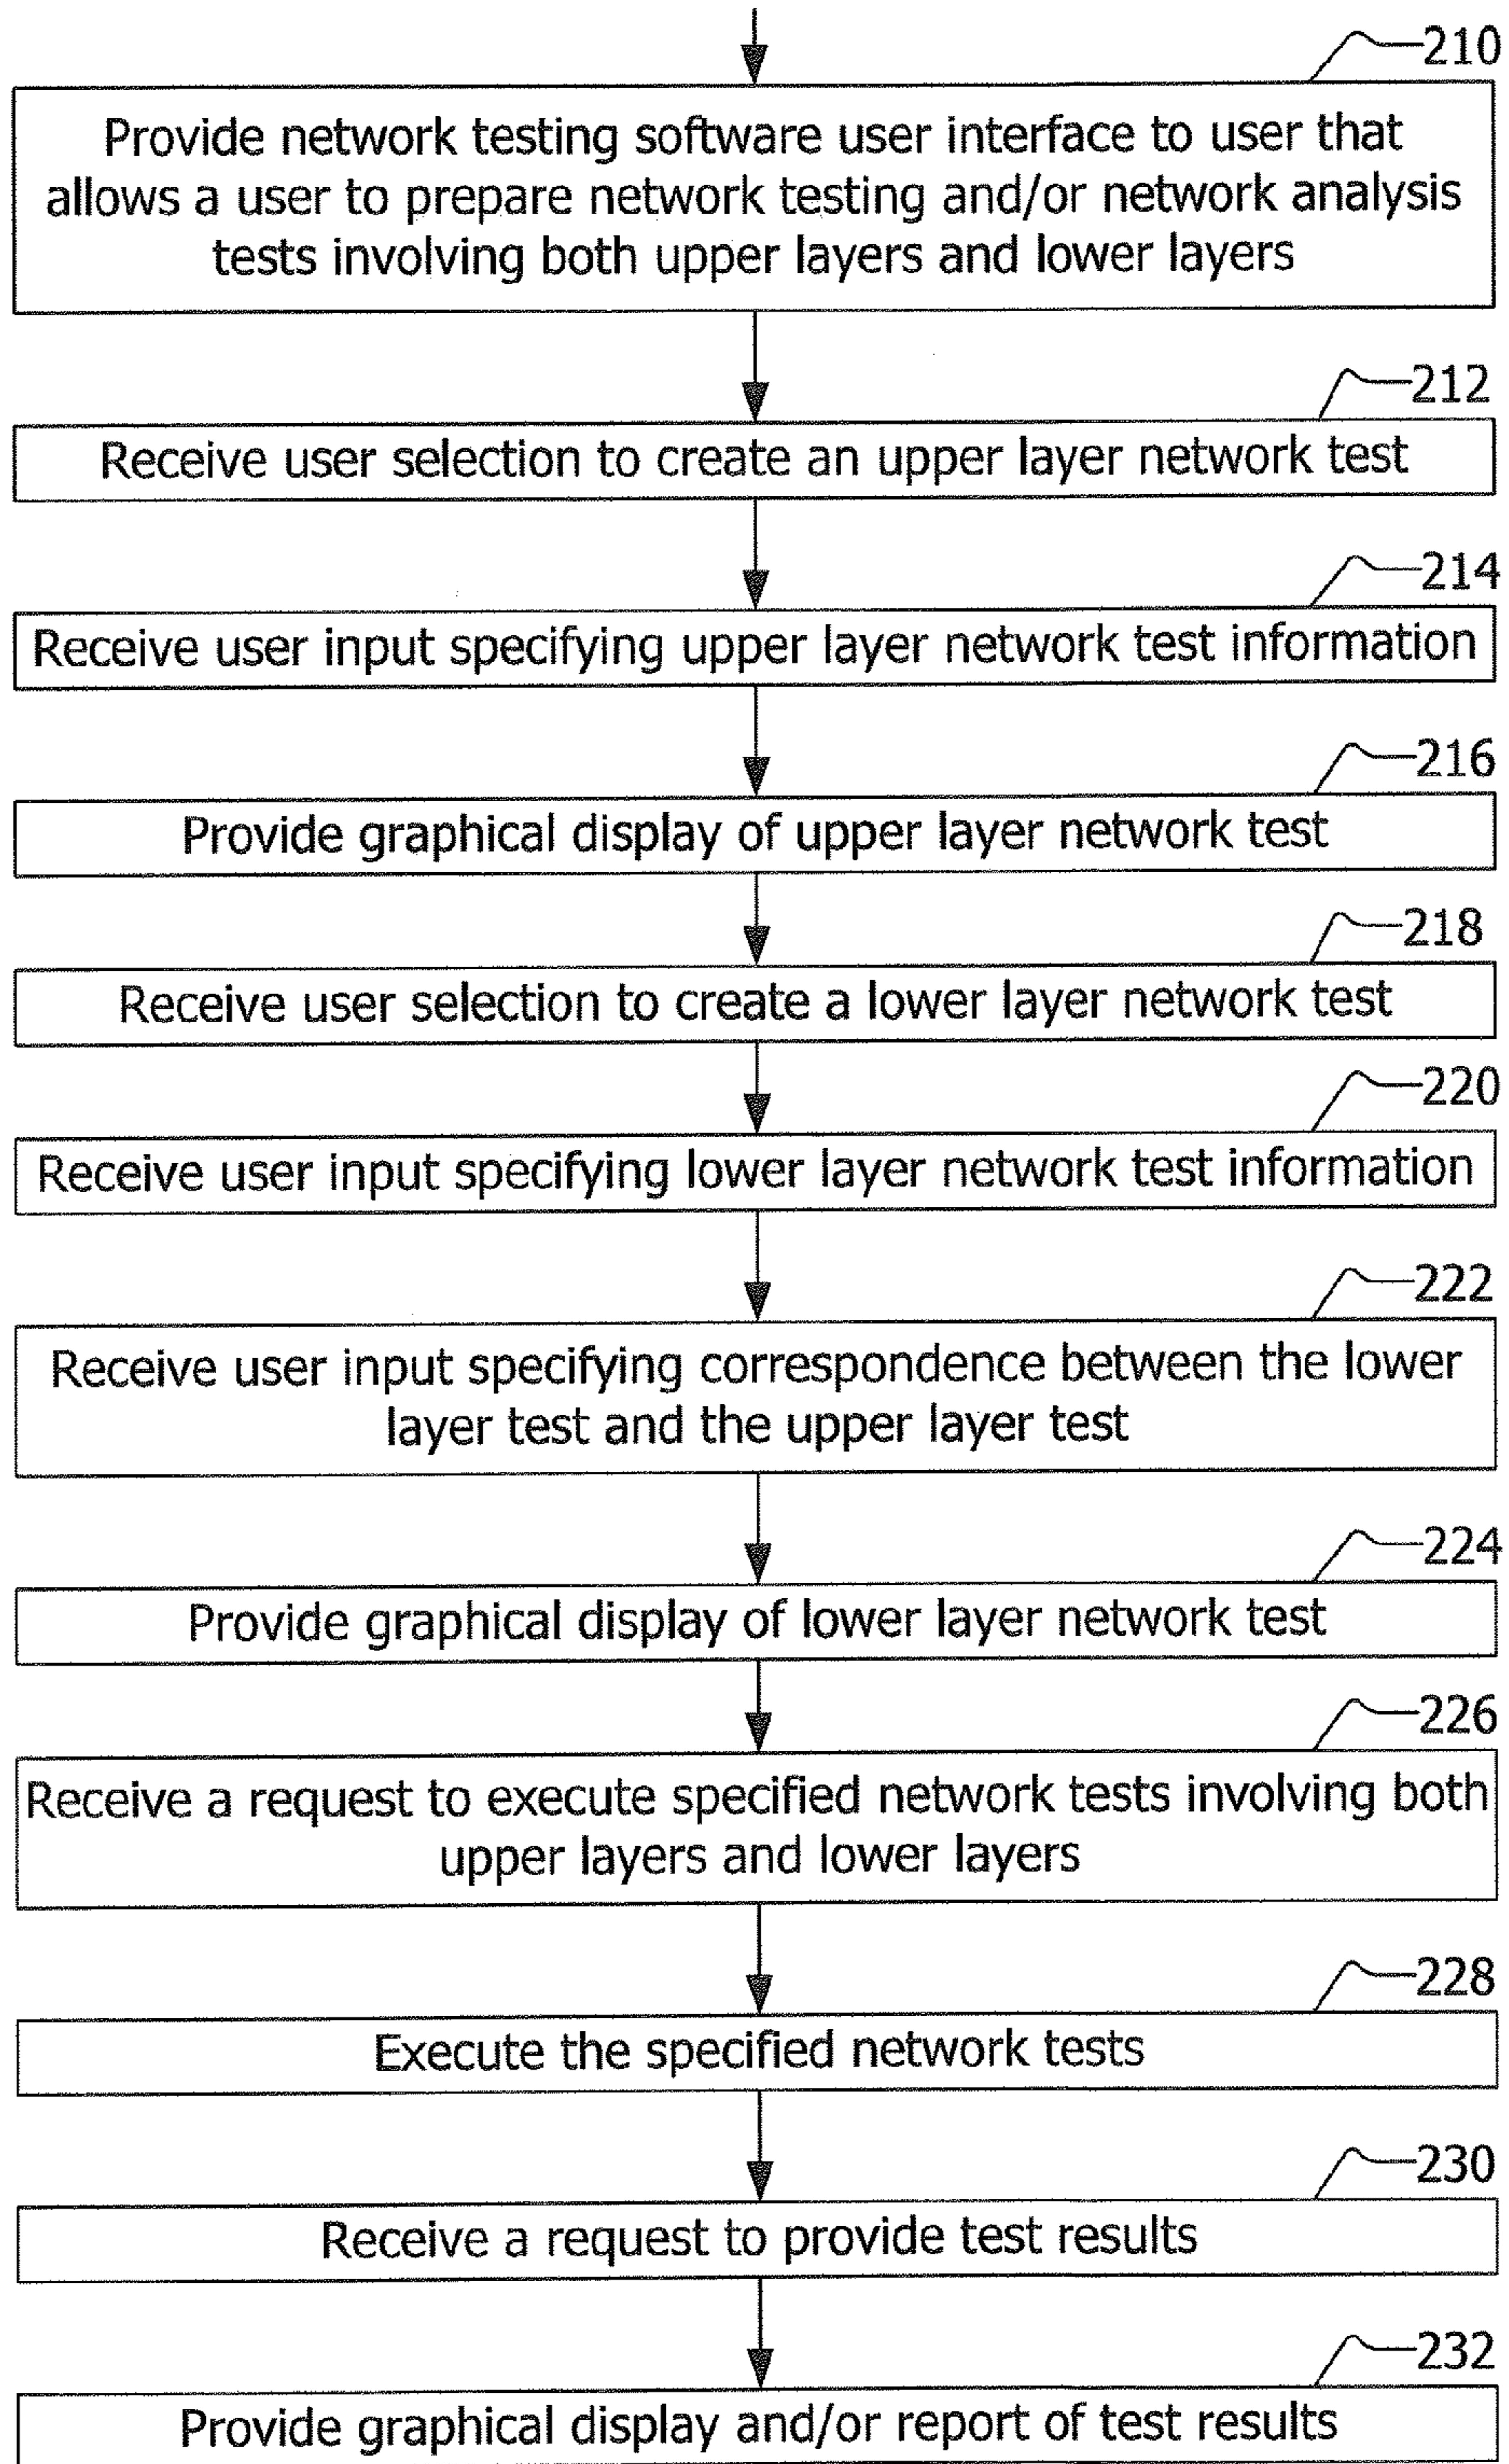 210
Provide network testing software user interface to user that
allows a user to prepare network testing and/or network analysis
tests involving both upper layers and lower layers
212
Receive user selection to create an upper layer network test
214
Receive user input specifying upper layer network test information
216
Provide graphical display of upper layer network test
218
Receive user selection to create a lower layer network test
220
Receive user input specifying lower layer network test information
222
Receive user input specifying correspondence between the lower
layer test and the upper layer test
224
Provide graphical display of lower layer network test
226
Receive a request to execute specified network tests involving both
upper layers and lower layers
228
Execute the specified network tests
230
Receive a request to provide test results
232
Provide graphical display and/or report of test results